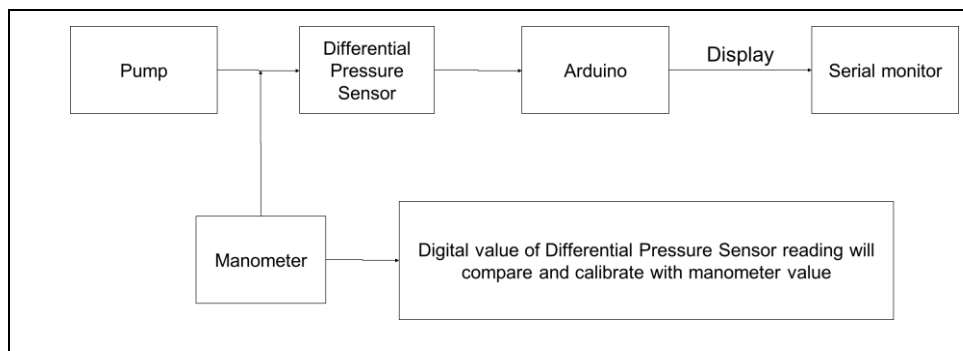 Pump
Differential
Pressure
Sensor
Arduino
Display
Serial monitor
Manometer
Digital value of Differential Pressure Sensor reading will
compare and calibrate with manometer value